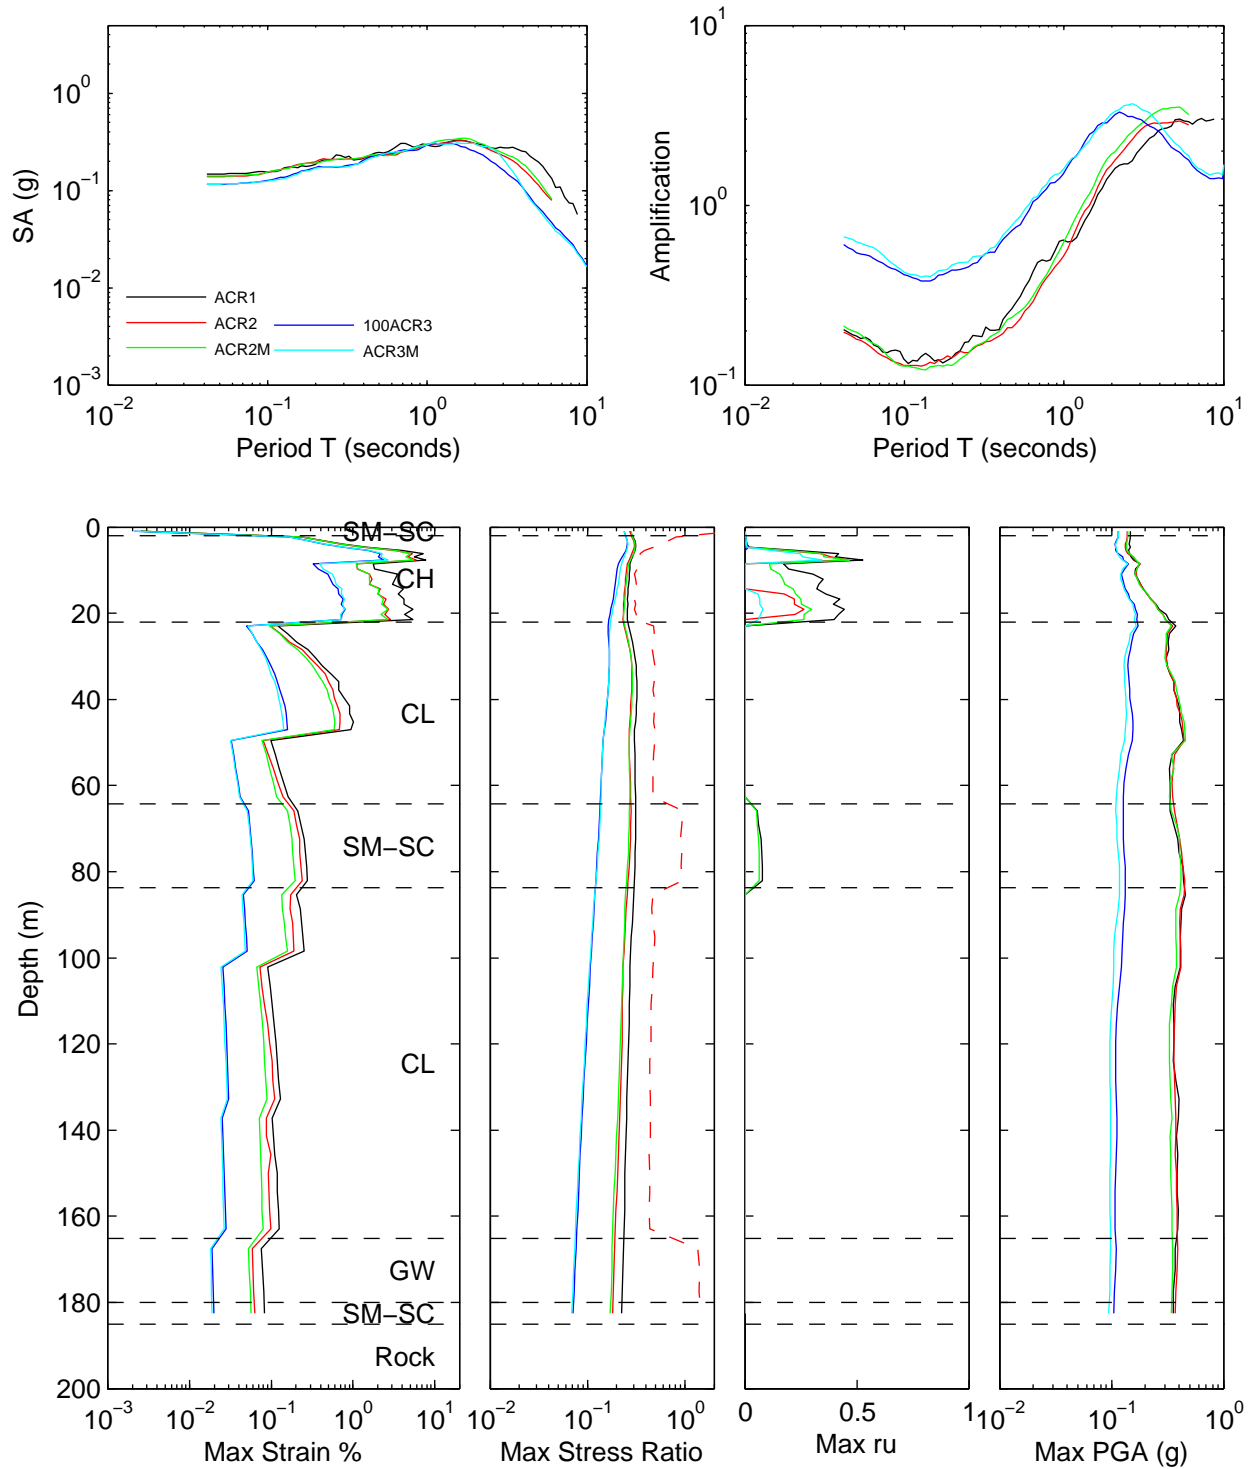 10^0
10^−1
10^−2
10^−3
SA (g)
ACR1
ACR2
ACR2M
100ACR3
ACR3M
10^−2 10^−1 10^0 10^1
Period T (seconds)
10^1
10^0
10^−1
Amplification
10^−2 10^−1 10^0 10^1
Period T (seconds)
0
20
40
60
80
100
120
140
160
180
200
Depth (m)
SM−SC
CH
CL
SM−SC
CL
GW
SM−SC
Rock
10^−3 10^−2 10^−1 10^0 10^1
Max Strain %
10^−2 10^−1 10^0
Max Stress Ratio
0 0.5 1
Max ru
10^−2 10^−1 10^0
Max PGA (g)